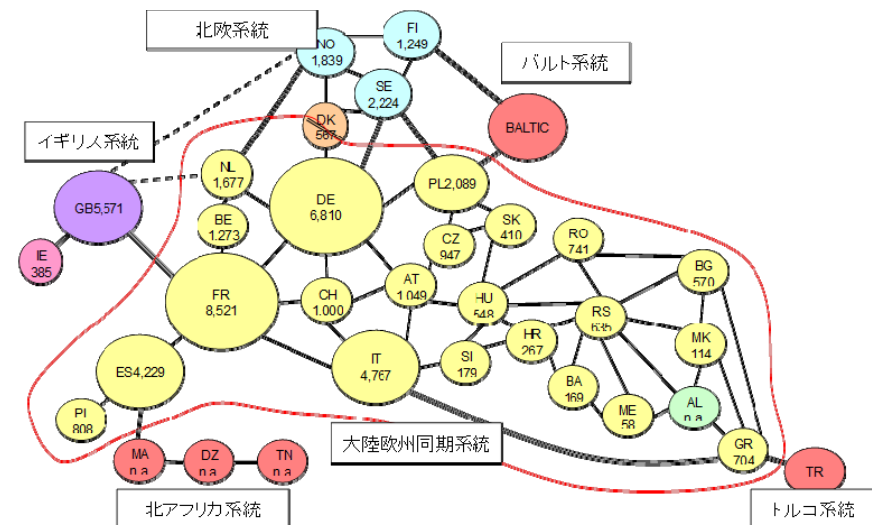 北欧系統
NO
1,839
FI
1,249
バルト系統
SE
2,224
DK
567
BALTIC
イギリス系統
NL
1,677
DE
6,810
PL2,089
GB5,571
BE
1.273
SK
410
CZ
947
RO
741
IE
385
BG
570
FR
8,521
CH
1.000
AT
1.049
HU
548
RS
635
HR
267
MK
114
IT
4,767
SI
179
ES4,229
BA
169
AL
n.a
ME
58
PI
808
GR
704
大陸欧州同期系統
MA
n.a
DZ
n.a
TN
n.a
TR
北アフリカ系統
トルコ系統